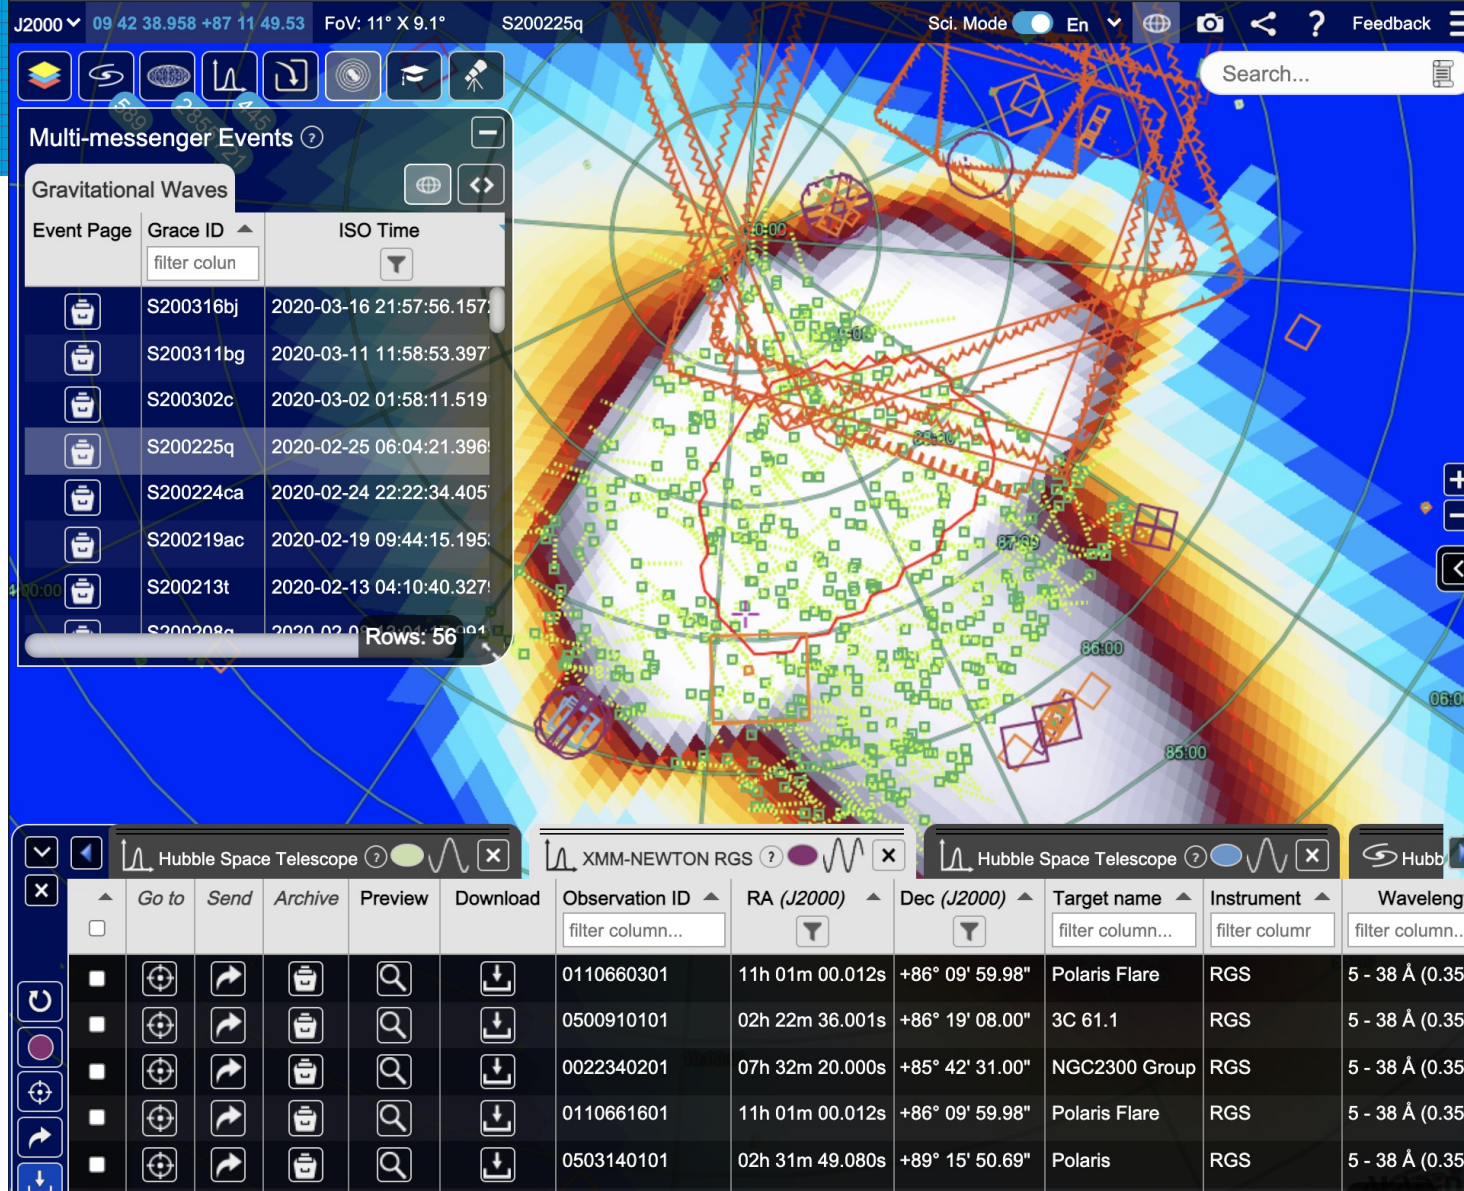 J2000 09 42 38.958 +87 11 49.53 FoV: 11° X 9.1° S200225q Sci. Mode En ? Feedback
Search...
589 2785 445 121
Multi-messenger Events ?
Gravitational Waves
Event Page Grace ID ISO Time
filter colun
S200316bj 2020-03-16 21:57:56.157
S200311bg 2020-03-11 11:58:53.397
S200302c 2020-03-02 01:58:11.519
S200225q 2020-02-25 06:04:21.396
S200224ca 2020-02-24 22:22:34.405
S200219ac 2020-02-19 09:44:15.195
S200213t 2020-02-13 04:10:40.327
Rows: 56
87:00
86:00
85:00
Hubble Space Telescope ? XMM-NEWTON RGS ? Hubble Space Telescope ? Hubb
Go to Send Archive Preview Download Observation ID RA (J2000) Dec (J2000) Target name Instrument Waveleng
filter column... filter column... filter columr filter column..
0110660301 11h 01m 00.012s +86° 09' 59.98" Polaris Flare RGS 5 - 38 Å (0.35
0500910101 02h 22m 36.001s +86° 19' 08.00" 3C 61.1 RGS 5 - 38 Å (0.35
0022340201 07h 32m 20.000s +85° 42' 31.00" NGC2300 Group RGS 5 - 38 Å (0.35
0110661601 11h 01m 00.012s +86° 09' 59.98" Polaris Flare RGS 5 - 38 Å (0.35
0503140101 02h 31m 49.080s +89° 15' 50.69" Polaris RGS 5 - 38 Å (0.35